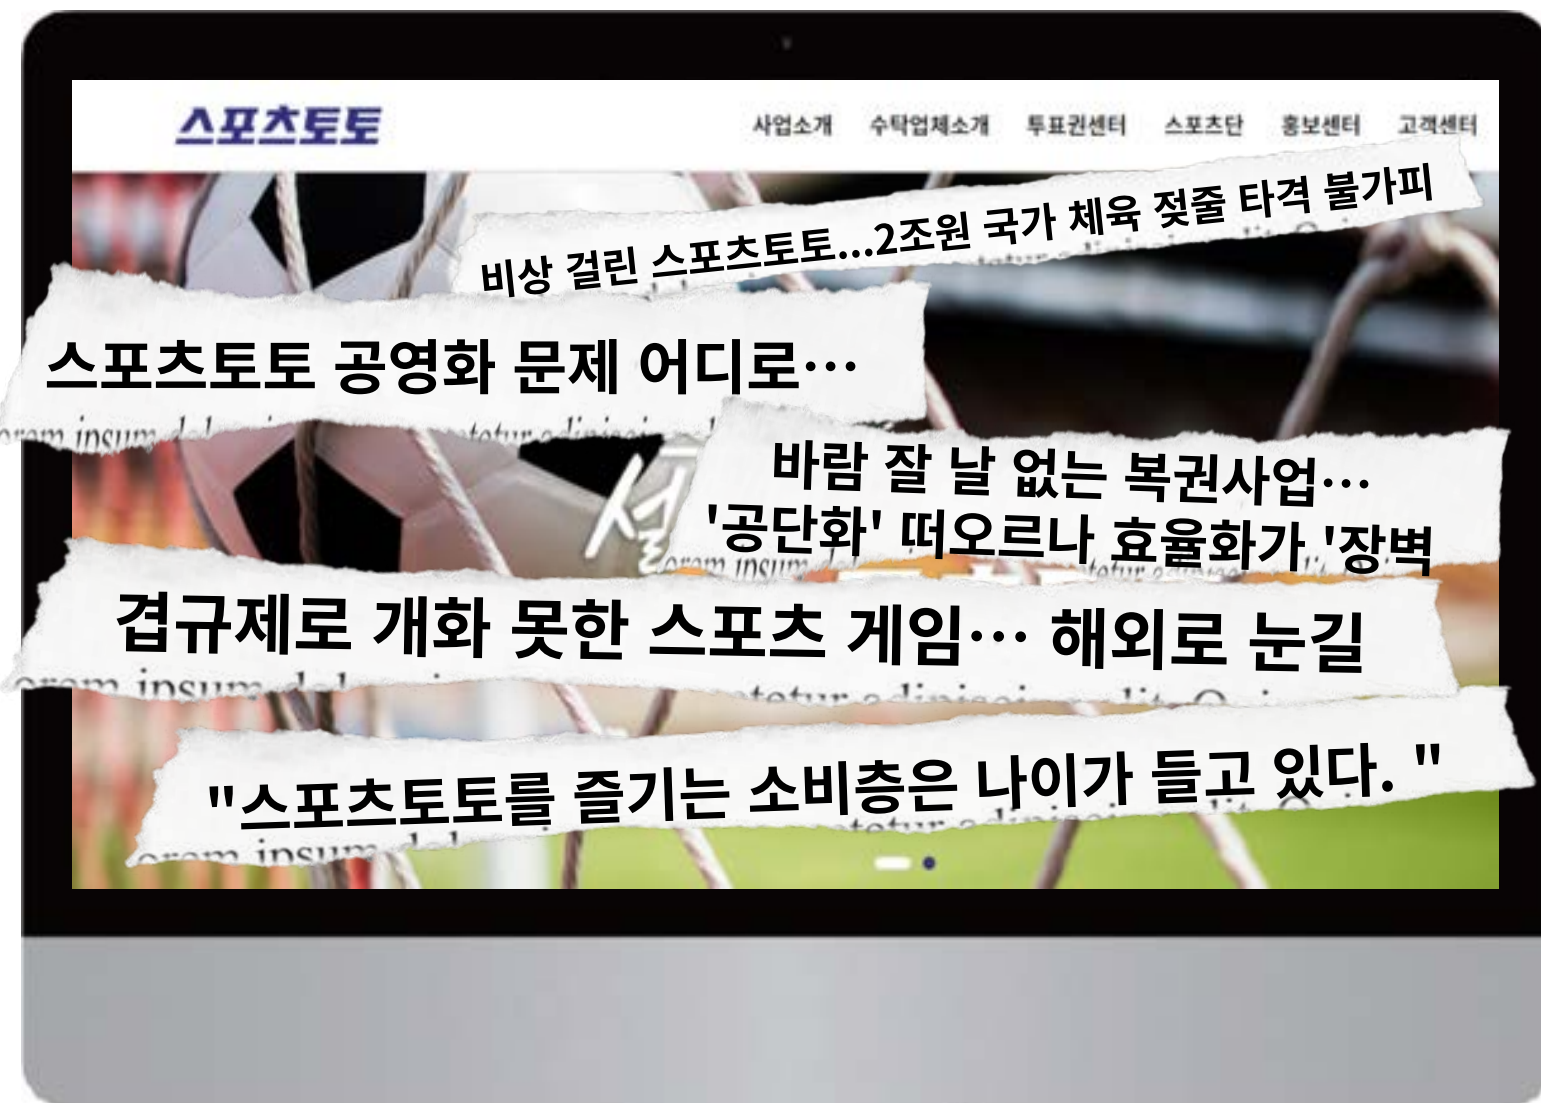 스포츠토토
사업소개 수탁업체소개 투표권센터 스포츠단 홍보센터 고객센터
비상 걸린 스포츠토토...2조원 국가 체육 젖줄 타격 불가피
스포츠토토 공영화 문제 어디로…
바람 잘 날 없는 복권사업…
'공단화' 떠오르나 효율화가 '장벽
설
겹규제로 개화 못한 스포츠 게임… 해외로 눈길
"스포츠토토를 즐기는 소비층은 나이가 들고 있다. "